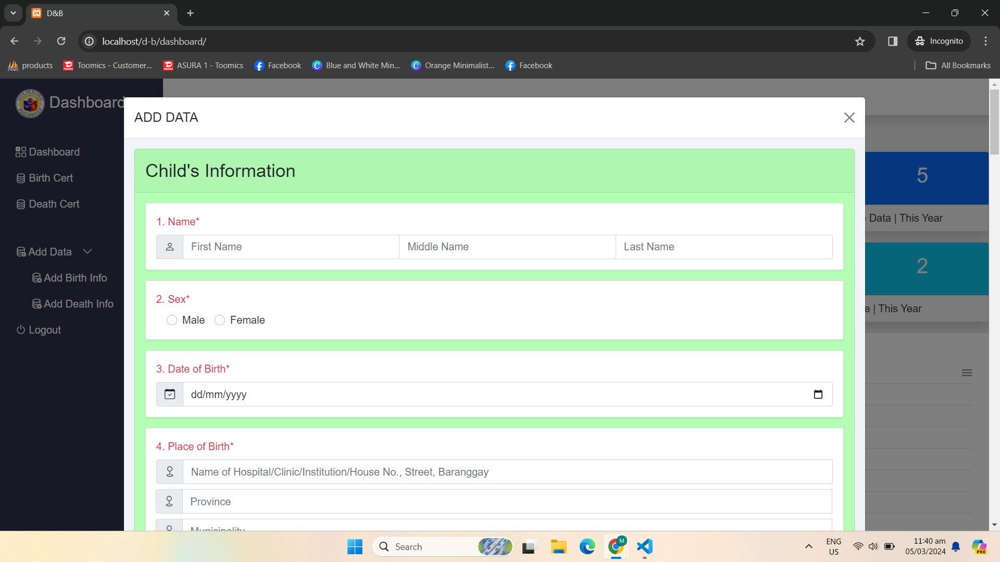 D&B
localhost/d-b/dashboard/
Incognito
products
Toomics - Customer...
ASURA 1 - Toomics
Facebook
Blue and White Min...
Orange Minimalist...
Facebook
All Bookmarks
Dashboard
Dashboard
Birth Cert
Death Cert
Add Data
Add Birth Info
Add Death Info
Logout
ADD DATA
Child's Information
1. Name*
First Name Middle Name Last Name
2. Sex*
Male Female
3. Date of Birth*
dd/mm/yyyy
4. Place of Birth*
Name of Hospital/Clinic/Institution/House No., Street, Baranggay
Province
Municipality
5
Data | This Year
2
e | This Year
Search
M
ENG
US
11:40 am
05/03/2024
PRE